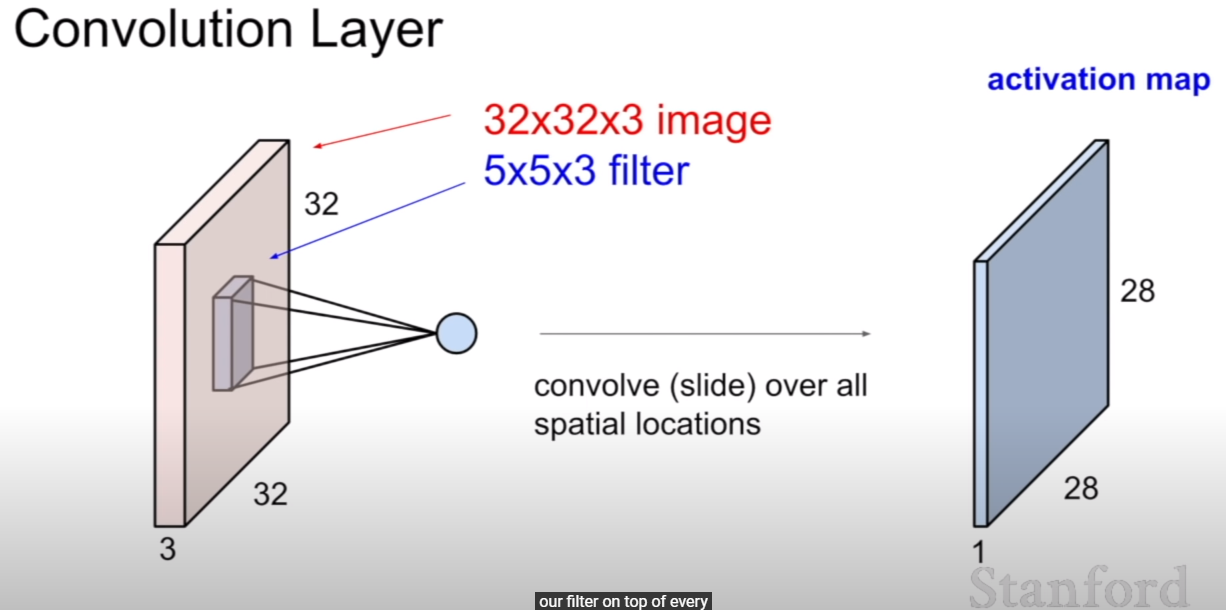 Convolution Layer
activation map
32x32x3 image
5x5x3 filter
32
28
convolve (slide) over all
spatial locations
32
28
3
1
Stanford
our filter on top of every